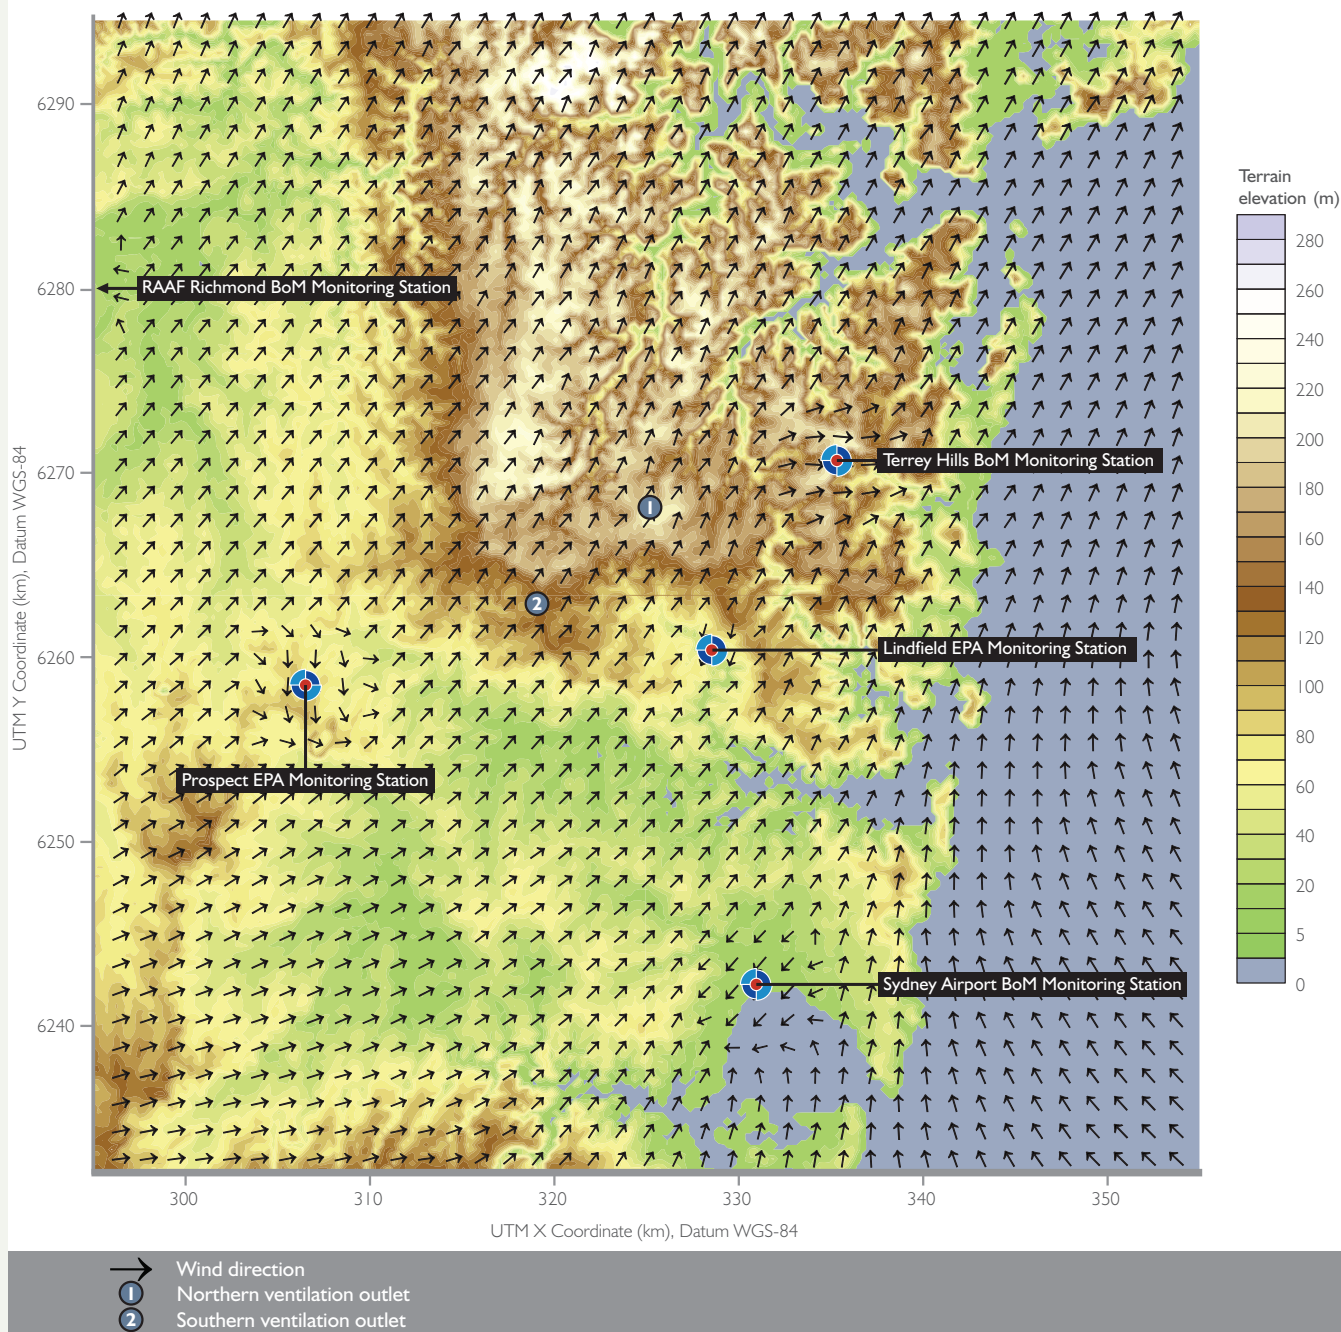 6290
6280
6270
6260
6250
6240
UTM Y Coordinate (km), Datum WGS-84
RAAF Richmond BoM Monitoring Station
Terrey Hills BoM Monitoring Station
1
2
Lindfield EPA Monitoring Station
Prospect EPA Monitoring Station
Sydney Airport BoM Monitoring Station
300
310
320
330
340
350
UTM X Coordinate (km), Datum WGS-84
Terrain
elevation (m)
280
260
240
220
200
180
160
140
120
100
80
60
40
20
5
0
Wind direction
1 Northern ventilation outlet
2 Southern ventilation outlet